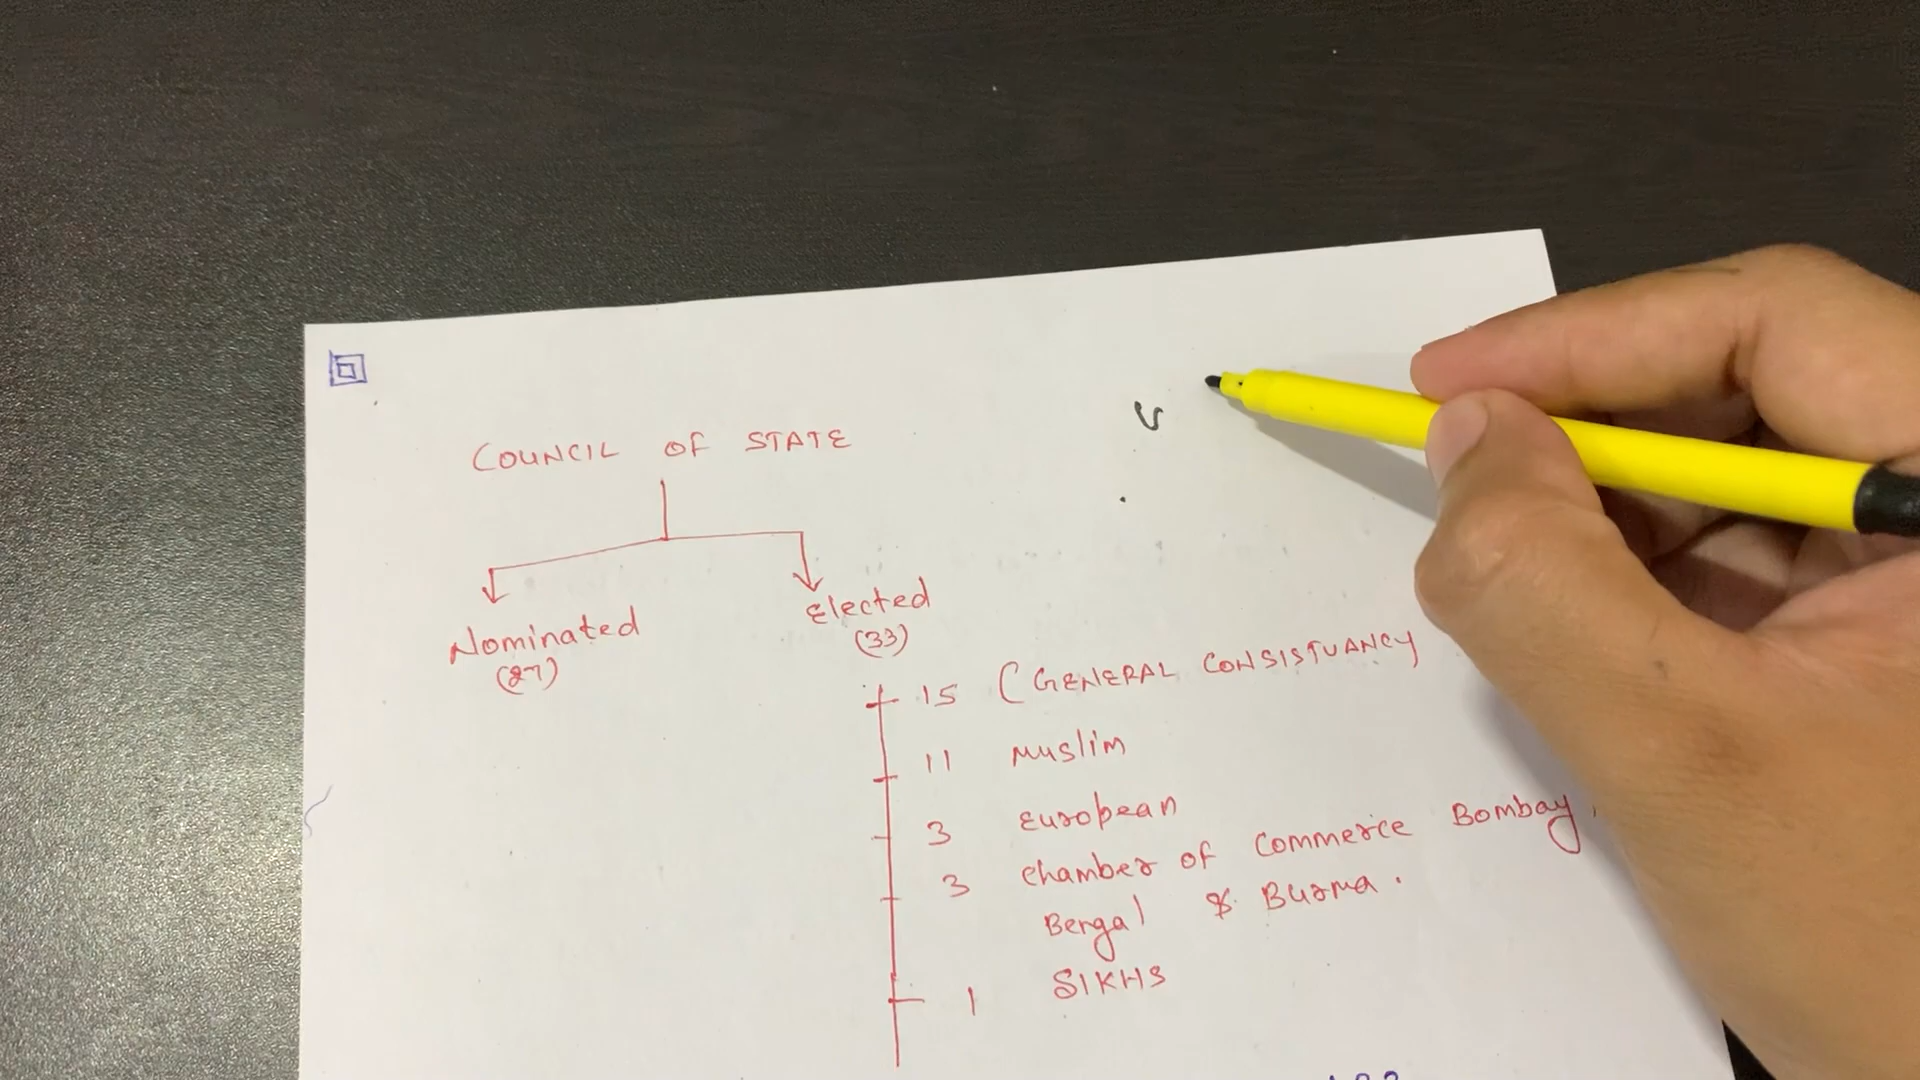 COUNCIL OF STATE
Nominated
(27)
Elected
(33)
15 (GENERAL CONSISTUANCY
11 Muslim
3 European
3 Chamber of Commerce Bombay,
Bergal & Burma.
1 SIKHS